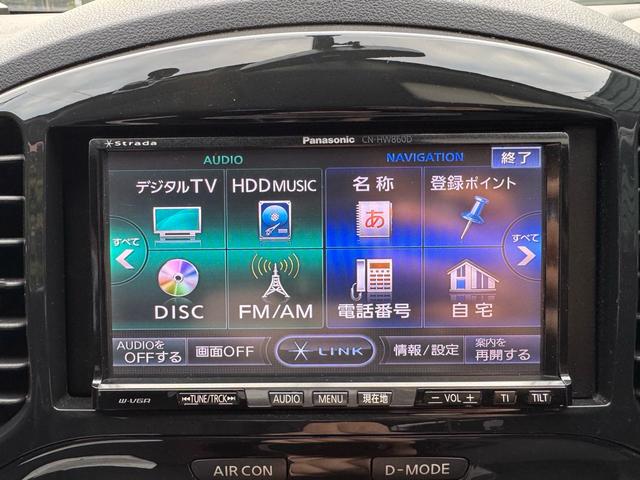 Strada
Panasonic CN-HW860D
AUDIO NAVIGATION 終了
デジタルTV HDD MUSIC 名称 登録ポイント
あ
すべて すべて
DISC FM/AM 電話番号 自宅
AUDIOを
OFFする
画面OFF
LINK
情報/設定
案内を
再開する
W-VGA TUNE/TRCK AUDIO MENU 現在地 − VOL + TI TILT
AIR CON D-MODE